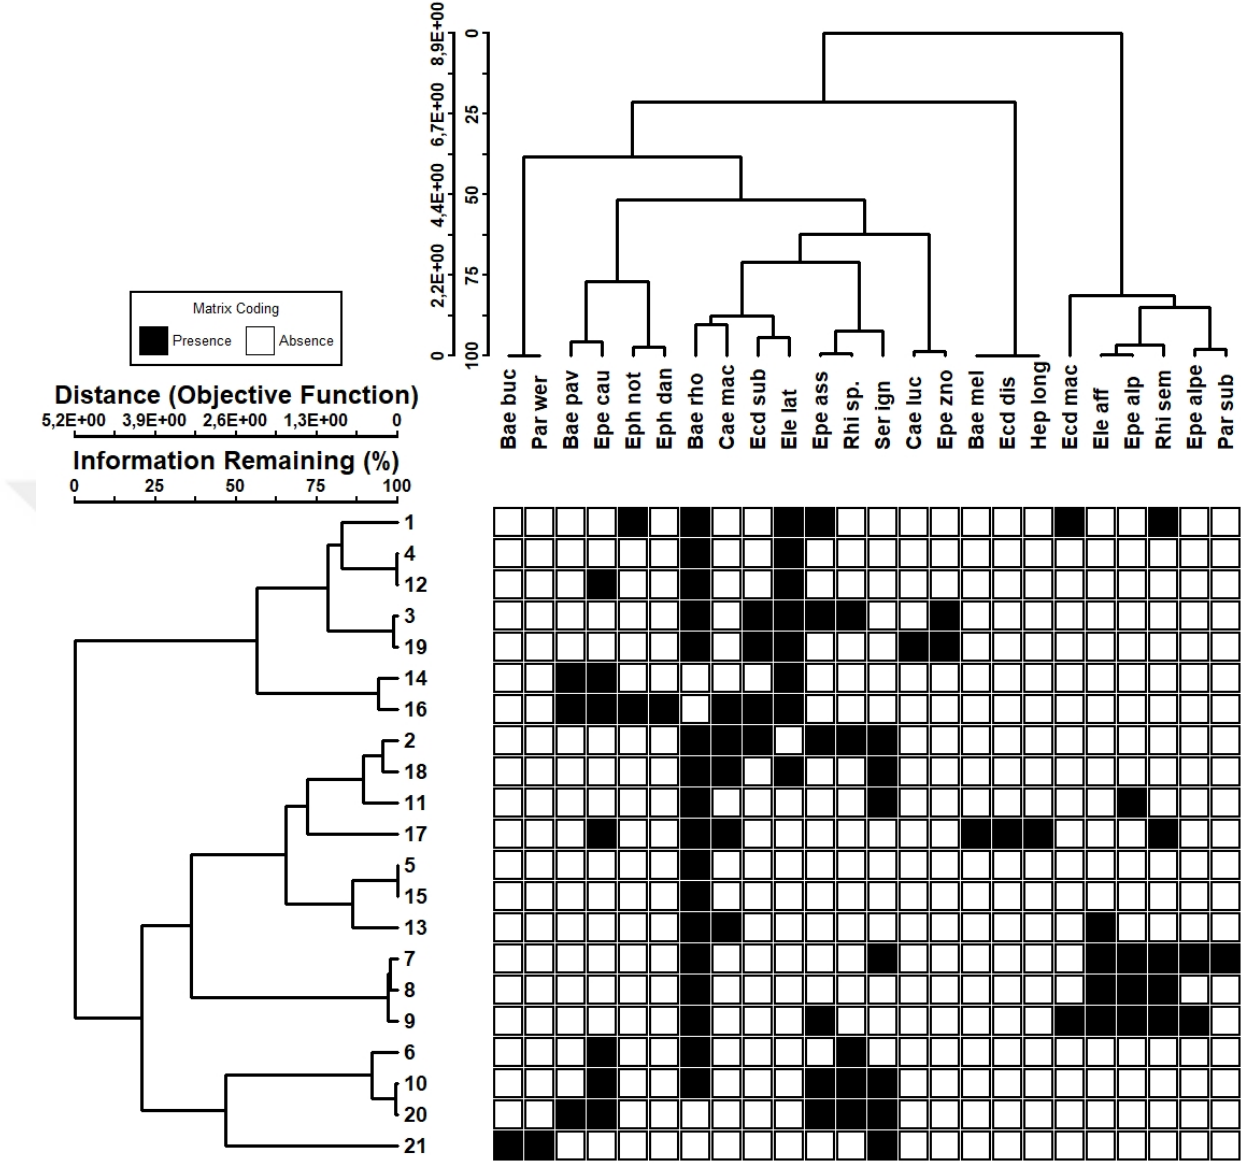 8,9E+00
6,7E+00
4,4E+00
2,2E+00
0
0
25
50
75
100
Matrix Coding
Presence Absence
Bae buc
Par wer
Bae pav
Epe cau
Eph not
Eph dan
Bae rho
Cae mac
Ecd sub
Ele lat
Epe ass
Rhi sp.
Ser ign
Cae luc
Epe zno
Bae mel
Ecd dis
Hep long
Ecd mac
Ele aff
Epe alp
Rhi sem
Epe alpe
Par sub
Distance (Objective Function)
5,2E+00 3,9E+00 2,6E+00 1,3E+00 0
Information Remaining (%)
0 25 50 75 100
1
4
12
3
19
14
16
2
18
11
17
5
15
13
7
8
9
6
10
20
21